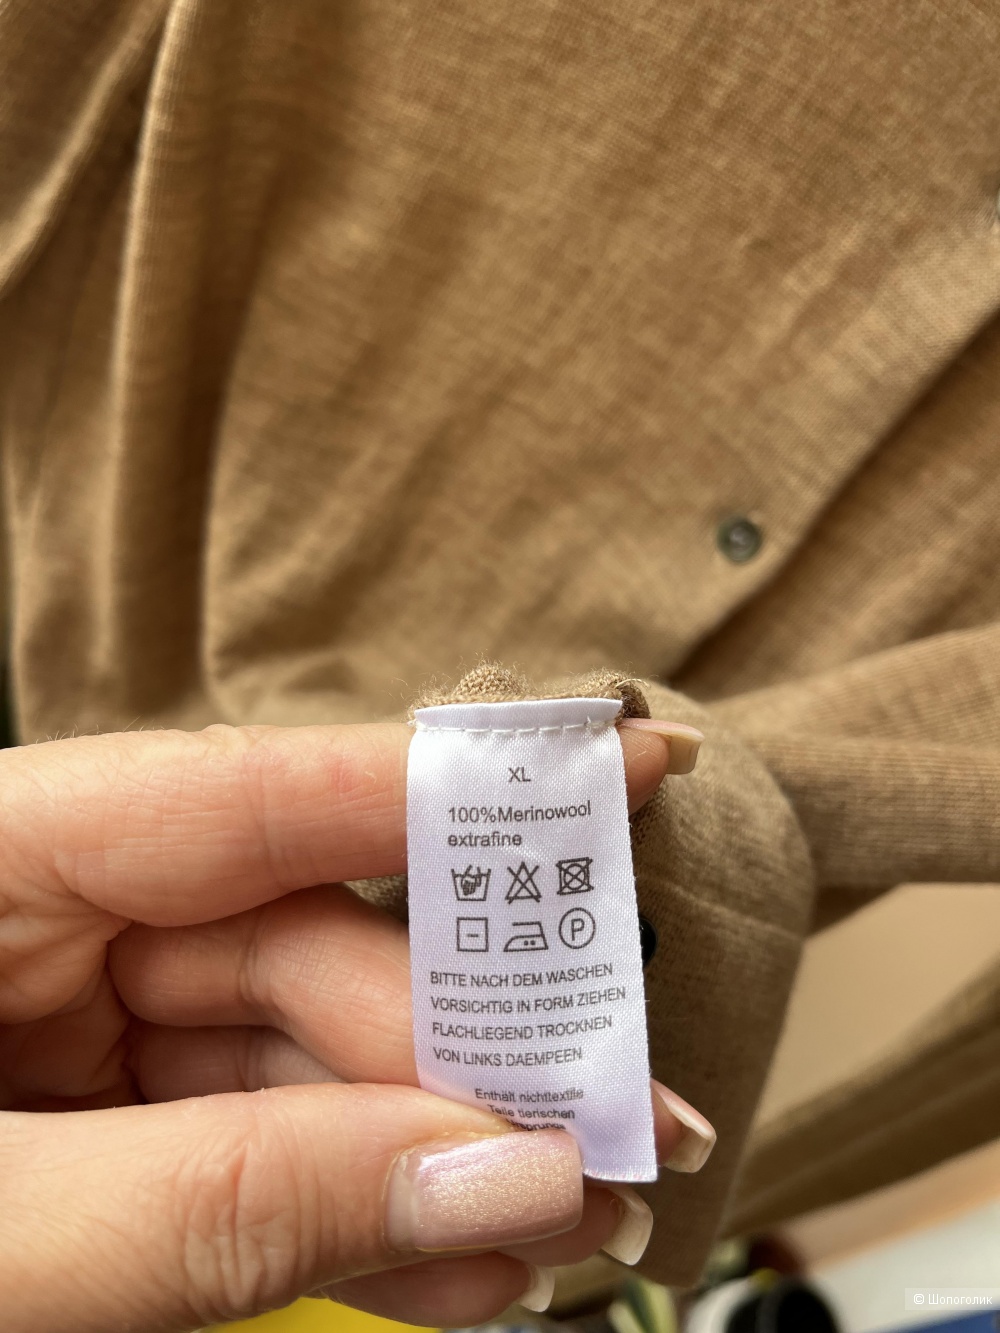 XL
100%Merinowool
extrafine
P
BITTE NACH DEM WASCHEN
VORSICHTIG IN FORM ZIEHEN
FLACHLIEGEND TROCKNEN
VON LINKS DAEMPEEN
Enthält nichttextile
Teile tierischen
© Шопоголик